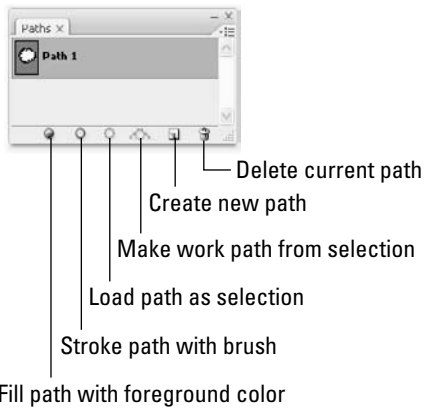 Paths x
Path 1
Delete current path
Create new path
Make work path from selection
Load path as selection
Stroke path with brush
Fill path with foreground color